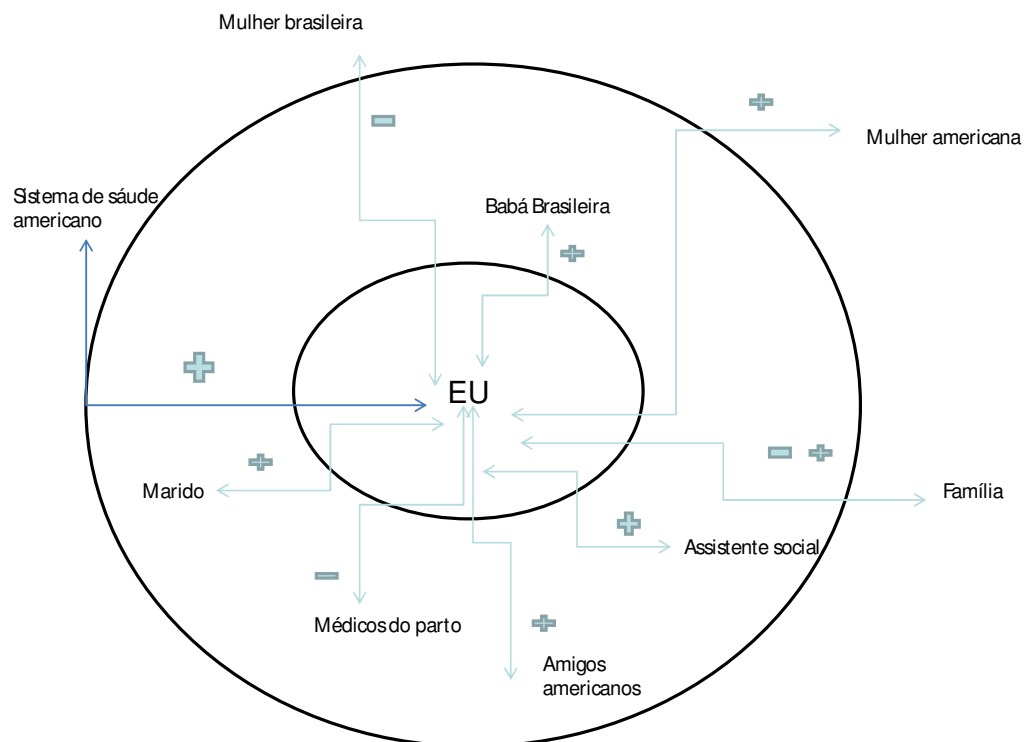 Mulher brasileira
Mulher americana
Sistema de sáude
americano
Babá Brasileira
EU
Marido
Família
Assistente social
Médicos do parto
Amigos
americanos